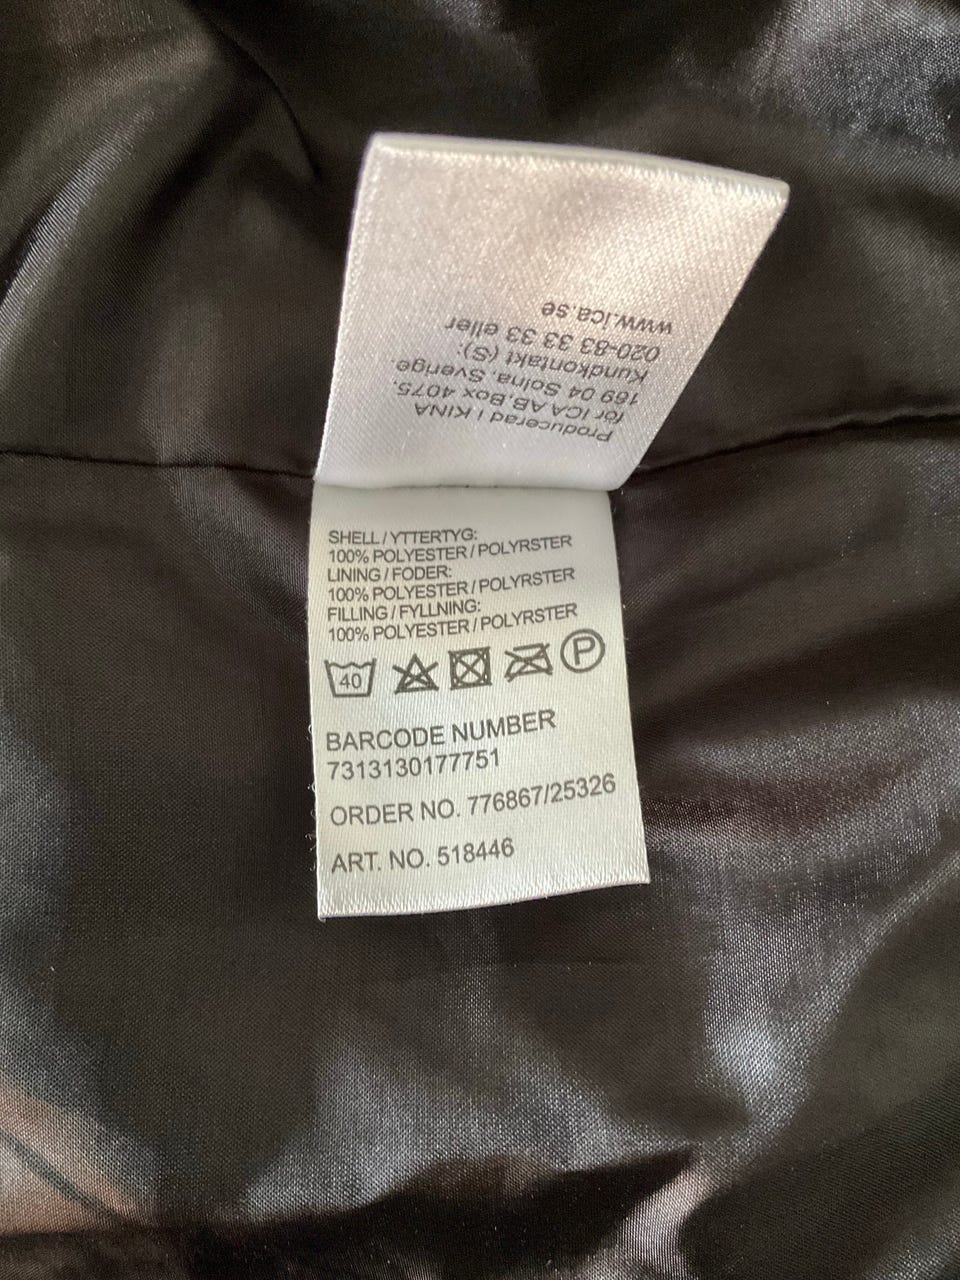 Producerad i KINA
för ICA AB,Box 4075,
169 04 Solna, Sverige.
Kundkontakt (S):
020-83 33 33 eller
www.ica.se
SHELL / YTTERTYG:
100% POLYESTER / POLYRSTER
LINING / FODER:
100% POLYESTER / POLYRSTER
FILLING / FYLLNING:
100% POLYESTER / POLYRSTER
40 P
BARCODE NUMBER
7313130177751
ORDER NO. 776867/25326
ART. NO. 518446